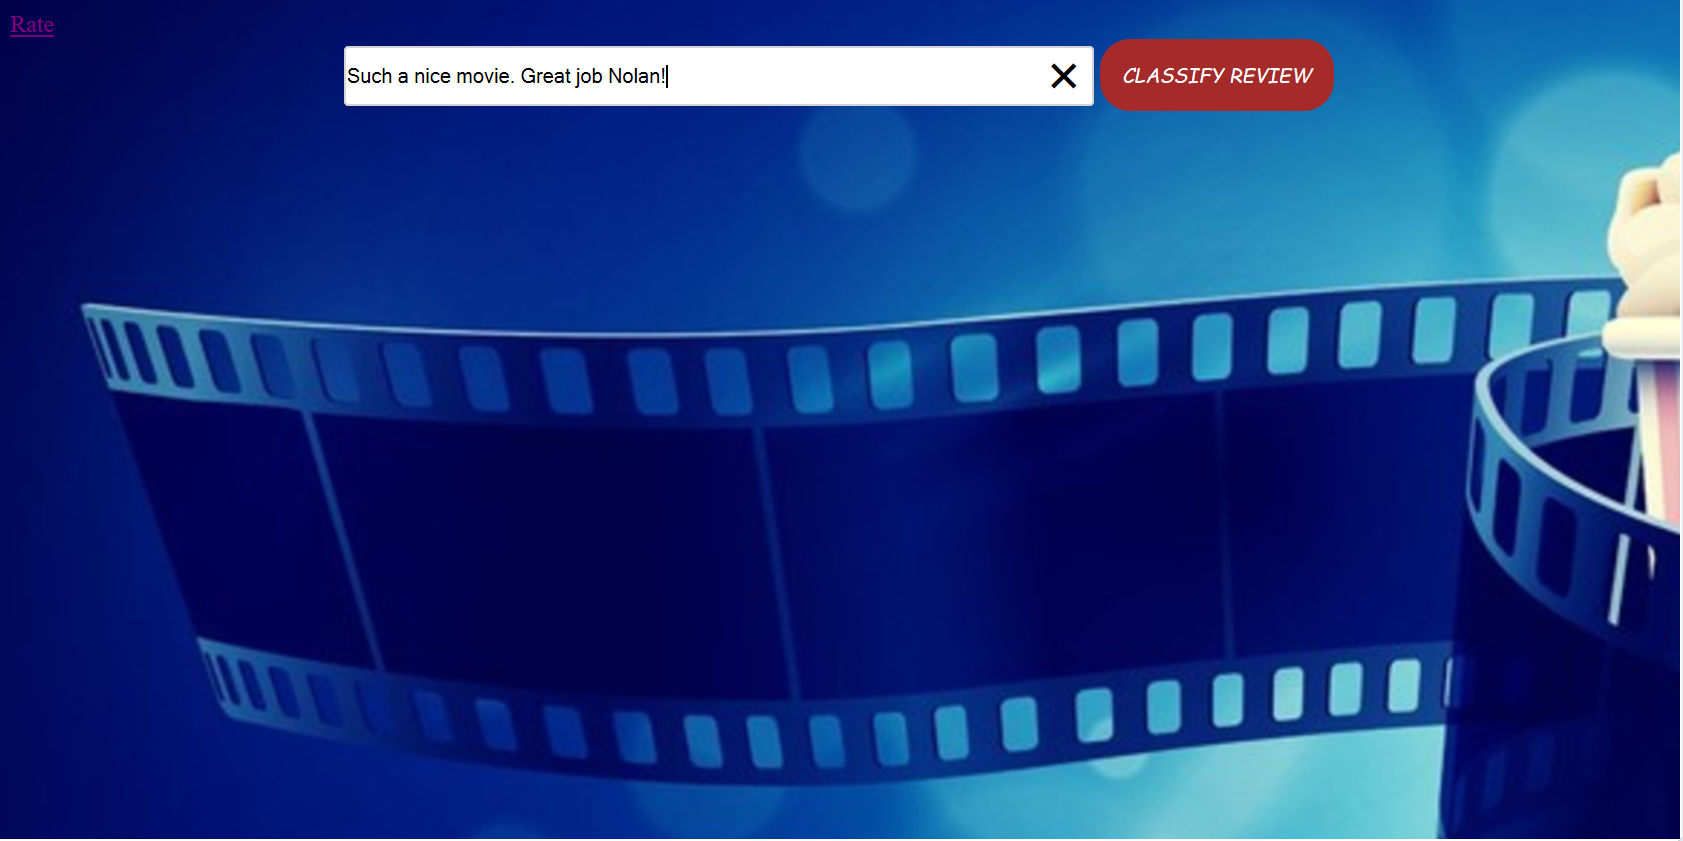 Rate
Such a nice movie. Great job Nolan!
CLASSIFY REVIEW